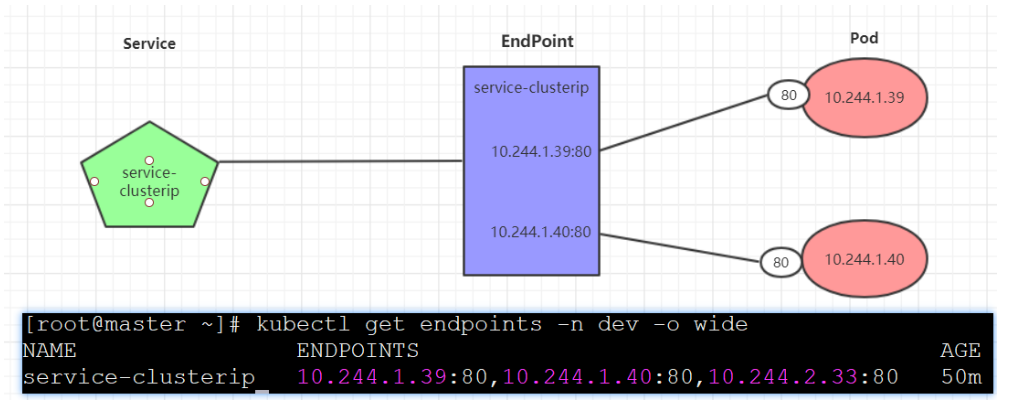 Service
EndPoint
Pod
service-clusterip
80
10.244.1.39
10.244.1.39:80
service-
clusterip
10.244.1.40:80
80
10.244.1.40
[root@master ~]# kubectl get endpoints -n dev -o wide
NAME ENDPOINTS AGE
service-clusterip 10.244.1.39:80,10.244.1.40:80,10.244.2.33:80 50m